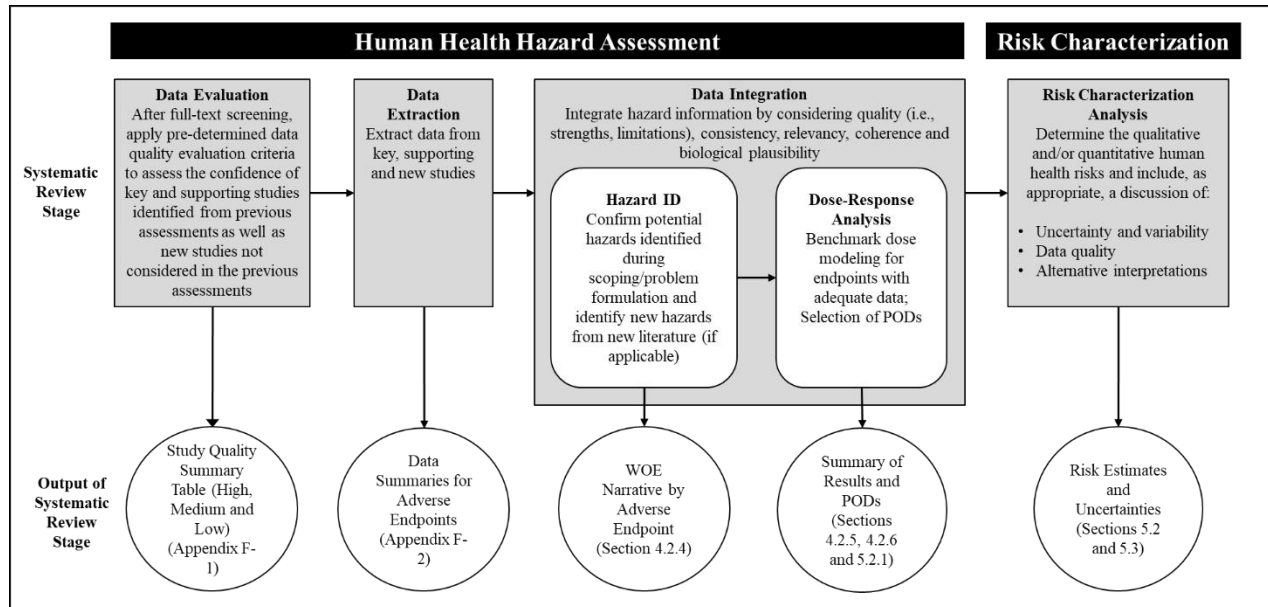 Human Health Hazard Assessment
Risk Characterization
Systematic
Review
Stage
Data Evaluation
After full-text screening,
apply pre-determined data
quality evaluation criteria
to assess the confidence of
key and supporting studies
identified from previous
assessments as well as
new studies not
considered in the previous
assessments
Data
Extraction
Extract data from
key, supporting
and new studies
Data Integration
Integrate hazard information by considering quality (i.e.,
strengths, limitations), consistency, relevancy, coherence and
biological plausibility
Hazard ID
Confirm potential
hazards identified
during
scoping/problem
formulation and
identify new hazards
from new literature (if
applicable)
Dose-Response
Analysis
Benchmark dose
modeling for
endpoints with
adequate data;
Selection of PODs
Risk Characterization
Analysis
Determine the qualitative
and/or quantitative human
health risks and include, as
appropriate, a discussion of:
• Uncertainty and variability
• Data quality
• Alternative interpretations
Output of
Systematic
Review
Stage
Study Quality
Summary
Table (High,
Medium and
Low)
(Appendix F-
1)
Data
Summaries for
Adverse
Endpoints
(Appendix F-
2)
WOE
Narrative by
Adverse
Endpoint
(Section 4.2.4)
Summary of
Results and
PODs
(Sections
4.2.5, 4.2.6
and 5.2.1)
Risk Estimates
and
Uncertainties
(Sections 5.2
and 5.3)